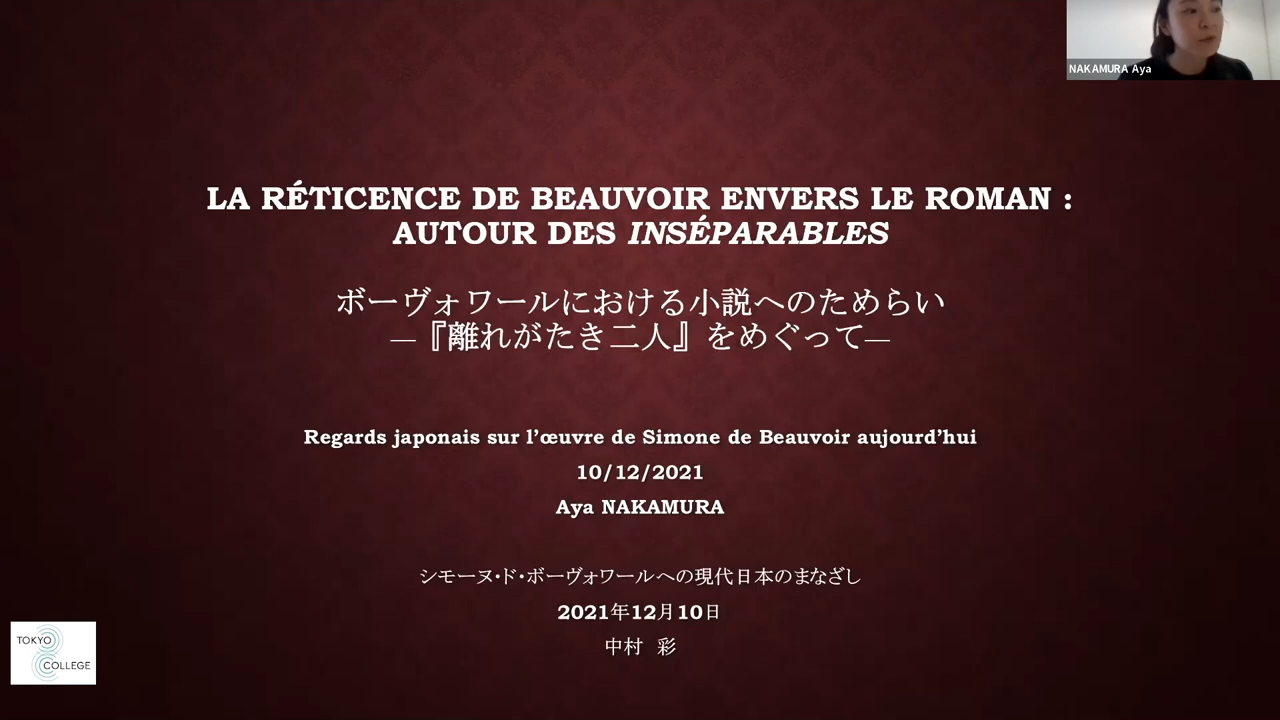 NAKAMURA Aya
LA RÉTICENCE DE BEAUVOIR ENVERS LE ROMAN :
AUTOUR DES INSÉPARABLES
ボーヴォワールにおける小説へのためらい
―『離れがたき二人』をめぐって―
Regards japonais sur l’œuvre de Simone de Beauvoir aujourd’hui
10/12/2021
Aya NAKAMURA
シモーヌ・ド・ボーヴォワールへの現代日本のまなざし
2021年12月10日
中村　彩
TOKYO
COLLEGE